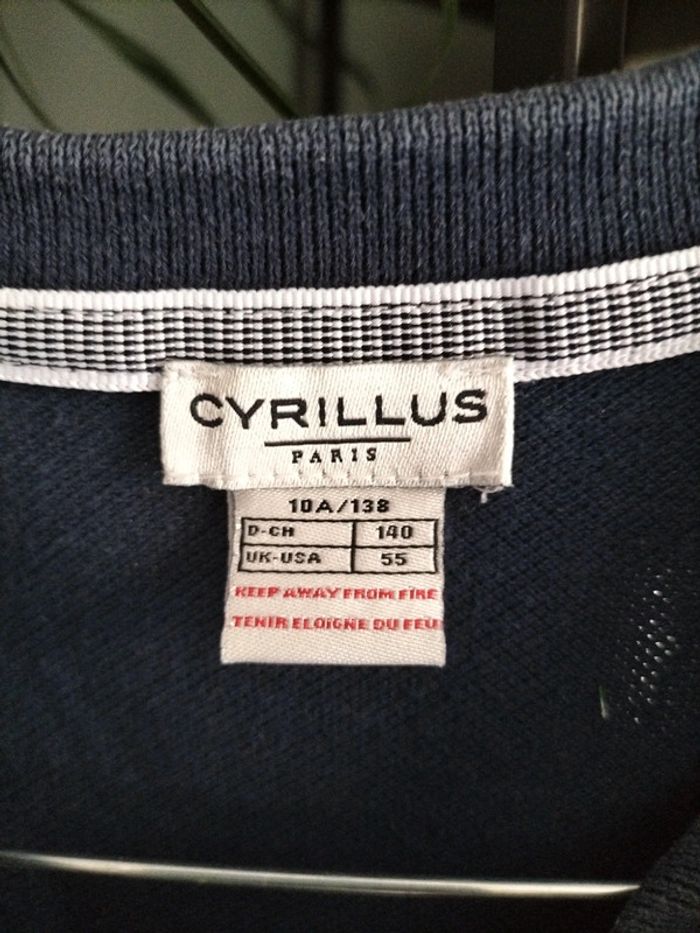 CYRILLUS
PARIS
10A/138
D-CH 140
UK-USA 55
KEEP AWAY FROM FIRE
TENIR ELOIGNE DU FEU